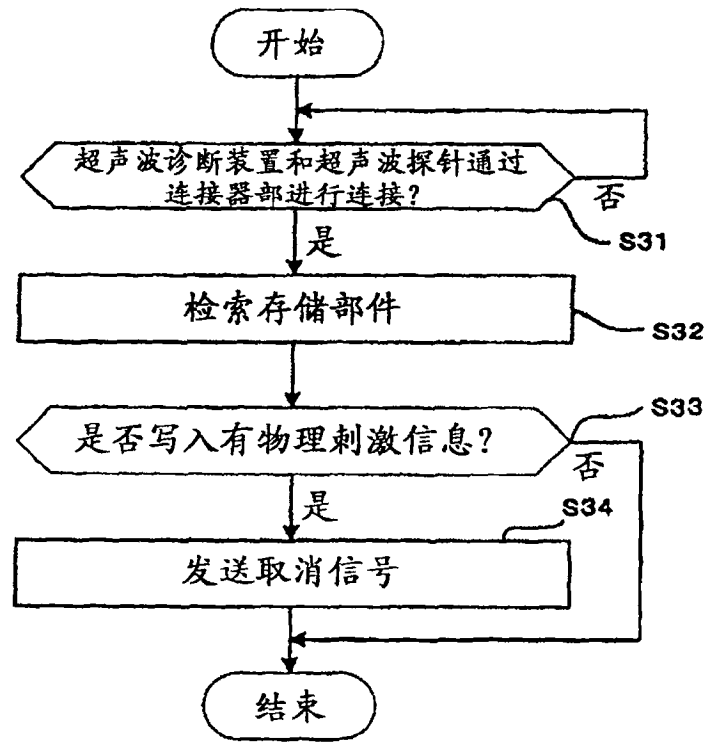 开始
超声波诊断装置和超声波探针通过
连接器部进行连接?
否
S31
是
检索存储部件
S32
S33
是否写入有物理刺激信息?
否
是
S34
发送取消信号
结束